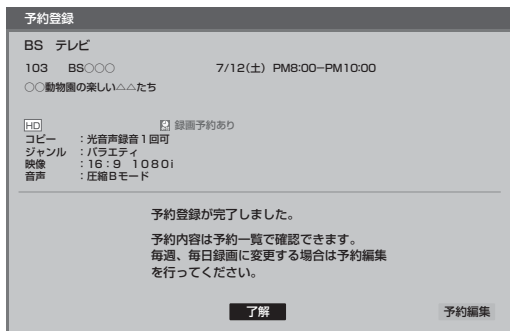 予約登録
BS テレビ
103 BS○○○ 7/12(土) PM8:00-PM10:00
○○動物園の楽しい△△たち
HD 録画予約あり
コピー :光音声録音1回可
ジャンル :バラエティ
映像 :16:9 1080i
音声 :圧縮Bモード
予約登録が完了しました。
予約内容は予約一覧で確認できます。
毎週、毎日録画に変更する場合は予約編集
を行ってください。
了解 予約編集